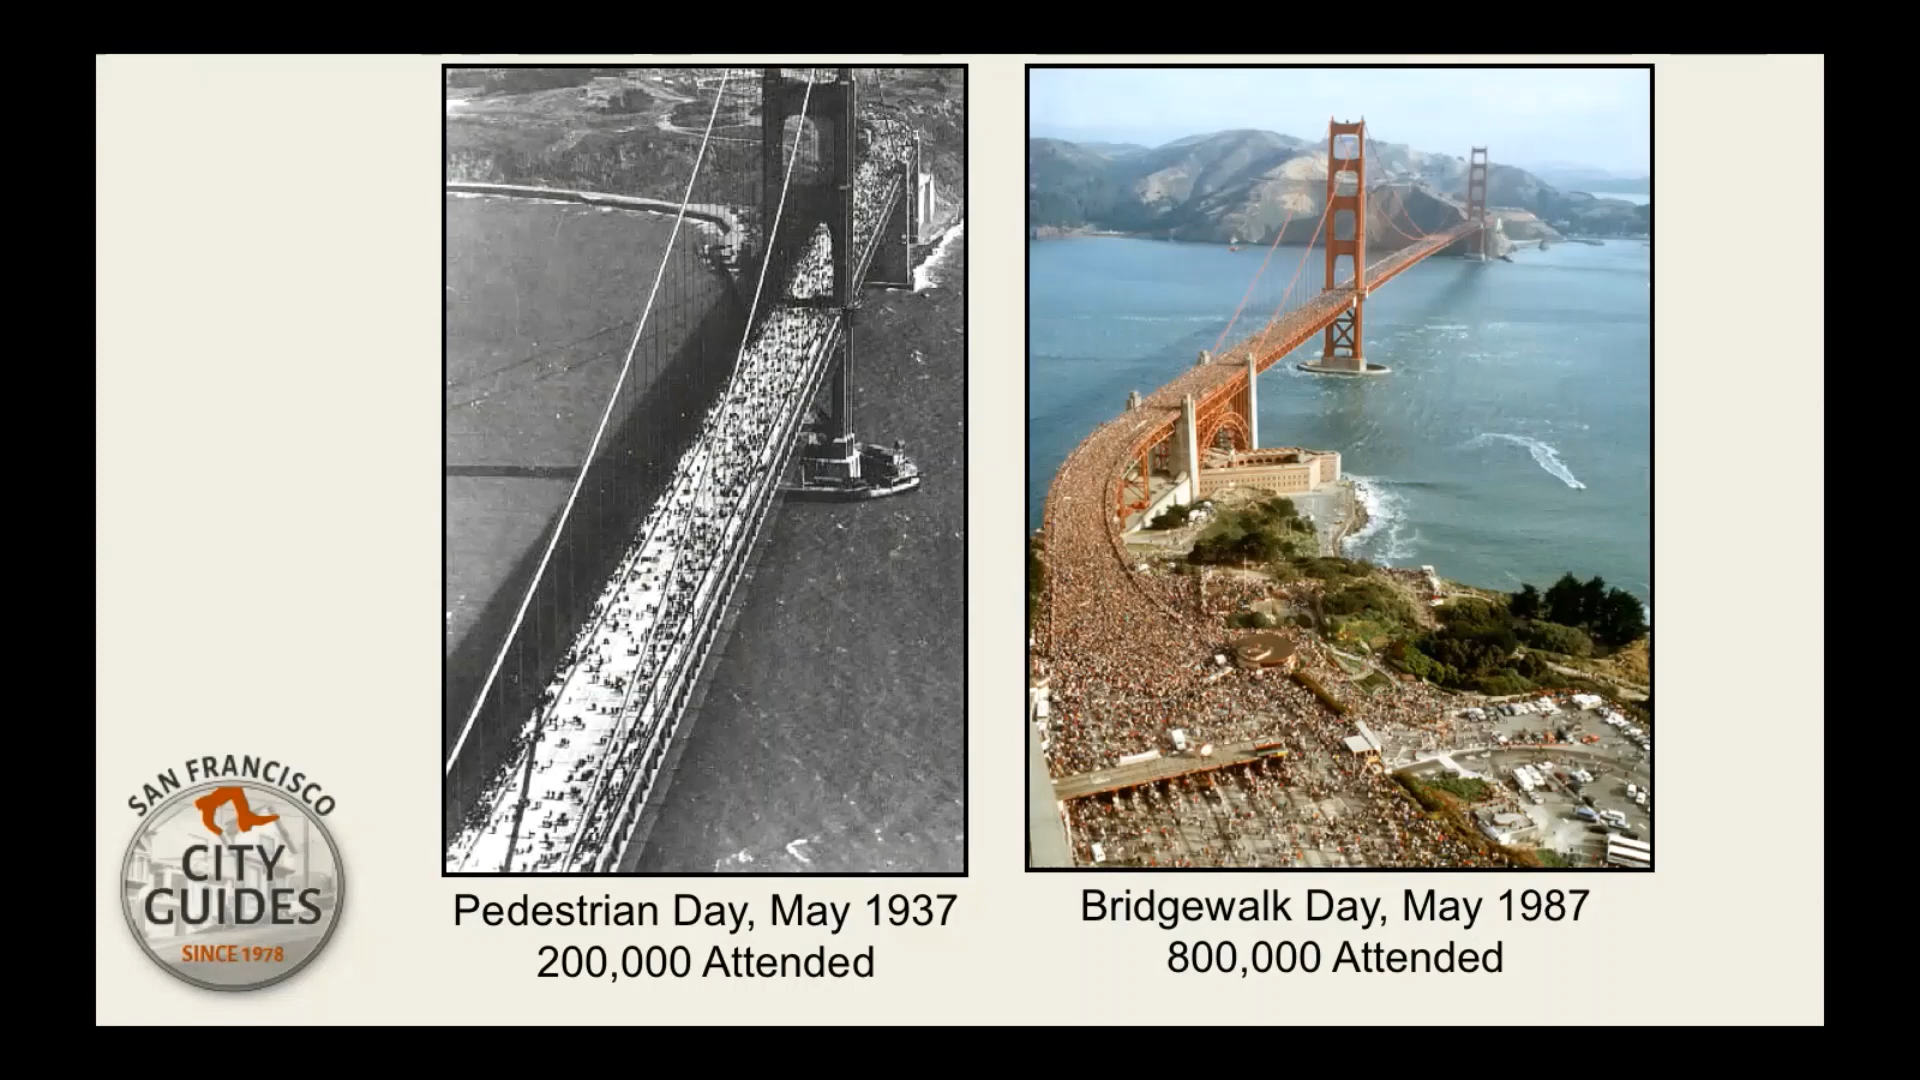 SAN FRANCISCO
CITY
GUIDES
SINCE 1978
Pedestrian Day, May 1937
200,000 Attended
Bridgewalk Day, May 1987
800,000 Attended